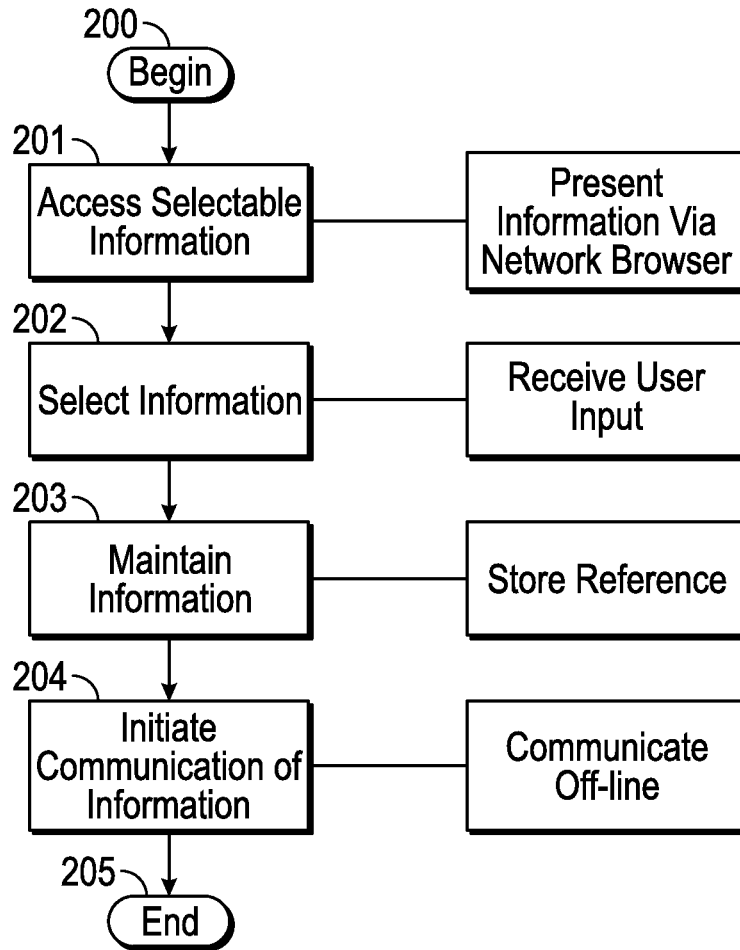 200
Begin
201
Access Selectable
Information
Present
Information Via
Network Browser
202
Select Information
Receive User
Input
203
Maintain
Information
Store Reference
204
Initiate
Communication of
Information
Communicate
Off-line
205
End